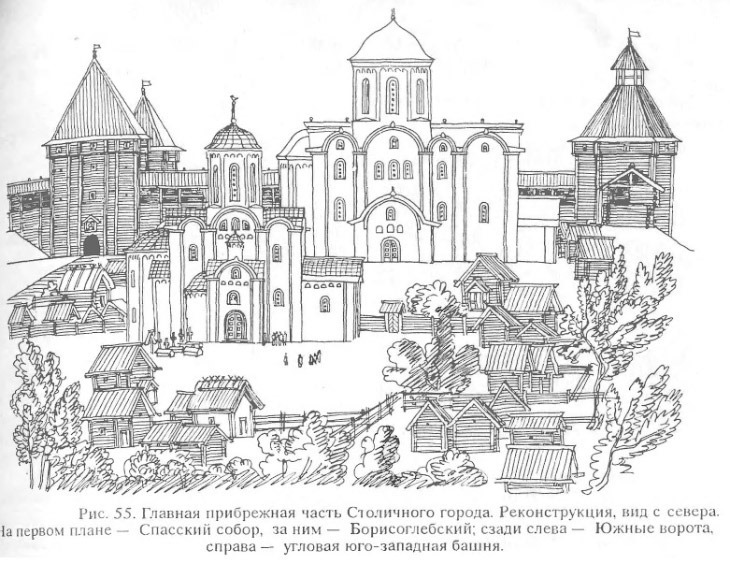 Рис. 55. Главная прибрежная часть Столичного города. Реконструкция, вид с севера.
На первом плане — Спасский собор, за ним — Борисоглебский; сзади слева — Южные ворота,
справа — угловая юго-западная башня.